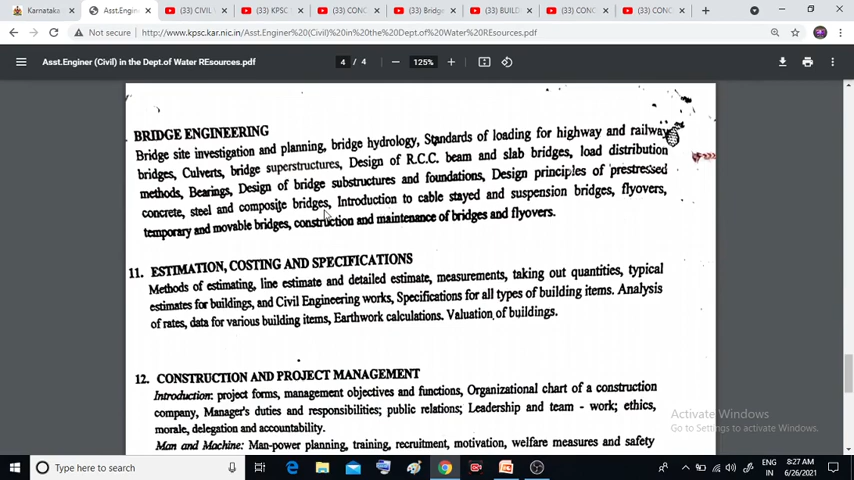 Karnataka
Asst.Engin
(33) CIVIL
(33) KPSC
(33) CONC
(33) Bridge
(33) BUILD
(33) CONC
(33) CONC
Not secure
http://www.kpsc.kar.nic.in/Asst.Enginer%20(Civil)%20in%20the%20Dept.of%20Water%20REsources.pdf
Asst.Enginer (Civil) in the Dept.of Water REsources.pdf
4 / 4
125%
BRIDGE ENGINEERING
Bridge site investigation and planning, bridge hydrology, Standards of loading for highway and railway
bridges, Culverts, bridge superstructures, Design of R.C.C. beam and slab bridges, load distribution
methods, Bearings, Design of bridge substructures and foundations, Design principles of prestressed
concrete, steel and composite bridges, Introduction to cable stayed and suspension bridges, flyovers,
temporary and movable bridges, construction and maintenance of bridges and flyovers.
11. ESTIMATION, COSTING AND SPECIFICATIONS
Methods of estimating, line estimate and detailed estimate, measurements, taking out quantities, typical
estimates for buildings, and Civil Engineering works, Specifications for all types of building items. Analysis
of rates, data for various building items, Earthwork calculations. Valuation of buildings.
12. CONSTRUCTION AND PROJECT MANAGEMENT
Introduction: project forms, management objectives and functions, Organizational chart of a construction
company, Manager's duties and responsibilities; public relations; Leadership and team - work; ethics,
morale, delegation and accountability.
Man and Machine: Man-power planning, training, recruitment, motivation, welfare measures and safety
Activate Windows
Go to Settings to activate Windows.
Type here to search
ENG
IN
8:27 AM
6/26/2021